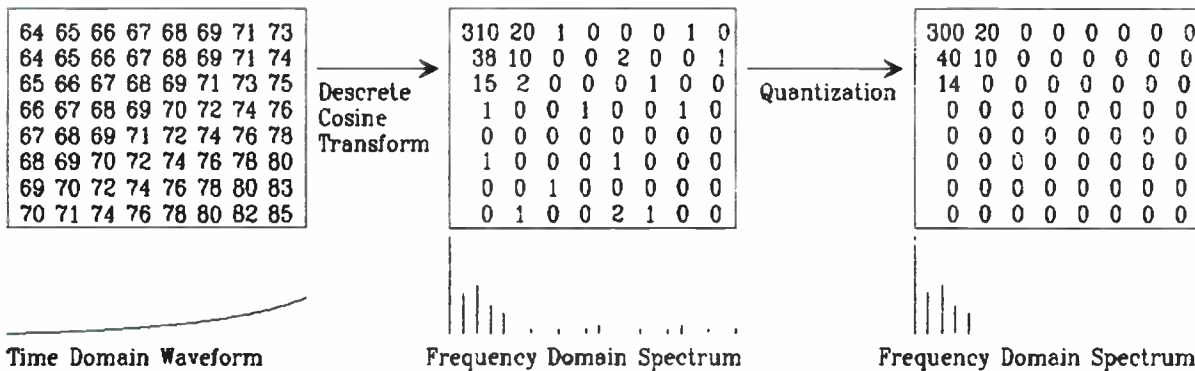 64 65 66 67 68 69 71 73
64 65 66 67 68 69 71 74
65 66 67 68 69 71 73 75
66 67 68 69 70 72 74 76
67 68 69 71 72 74 76 78
68 69 70 72 74 76 78 80
69 70 72 74 76 78 80 83
70 71 74 76 78 80 82 85
Descrete
Cosine
Transform
310 20 1 0 0 0 1 0
38 10 0 0 2 0 0 1
15 2 0 0 0 1 0 0
1 0 0 1 0 0 1 0
0 0 0 0 0 0 0 0
1 0 0 0 1 0 0 0
0 0 1 0 0 0 0 0
0 1 0 0 2 1 0 0
Quantization
300 20 0 0 0 0 0 0
40 10 0 0 0 0 0 0
14 0 0 0 0 0 0 0
0 0 0 0 0 0 0 0
0 0 0 0 0 0 0 0
0 0 0 0 0 0 0 0
0 0 0 0 0 0 0 0
0 0 0 0 0 0 0 0
Time Domain Waveform
Frequency Domain Spectrum
Frequency Domain Spectrum